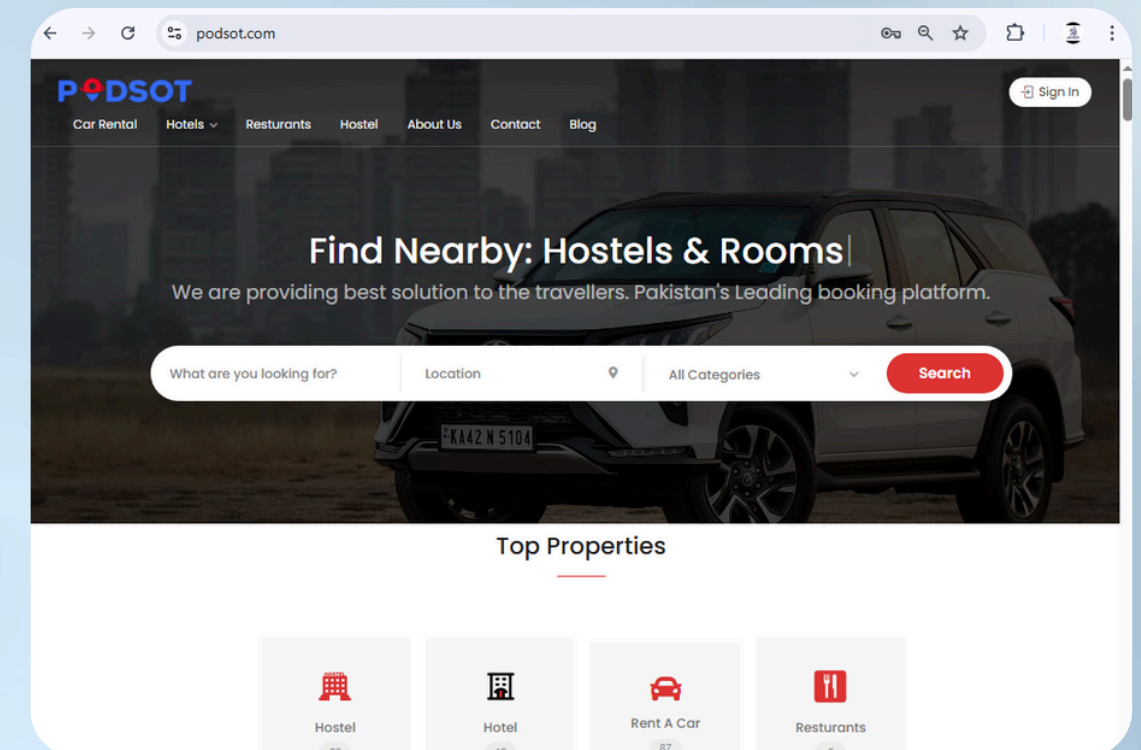 podsot.com
PODSOT
Sign In
Car Rental Hotels Resturants Hostel About Us Contact Blog
Find Nearby: Hostels & Rooms
We are providing best solution to the travellers. Pakistan's Leading booking platform.
What are you looking for? Location All Categories Search
KA42 N 5104
Top Properties
HOSTEL
Hostel Hotel Rent A Car Resturants
87